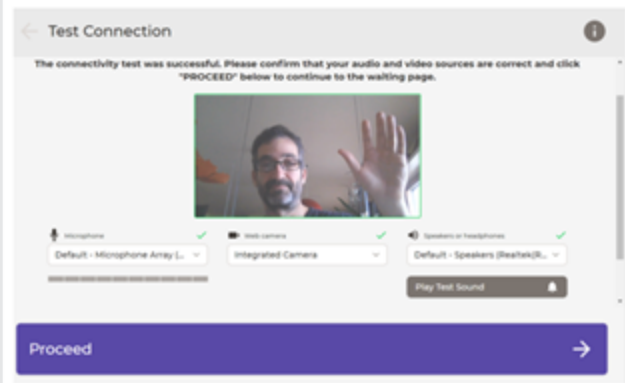 Test Connection
The connectivity test was successful. Please confirm that your audio and video sources are correct and click
"PROCEED" below to continue to the waiting page.
Microphone
Web camera
Speakers or headphones
Default - Microphone Array (...
Integrated Camera
Default - Speakers (Realtek(R...
Play Test Sound
Proceed